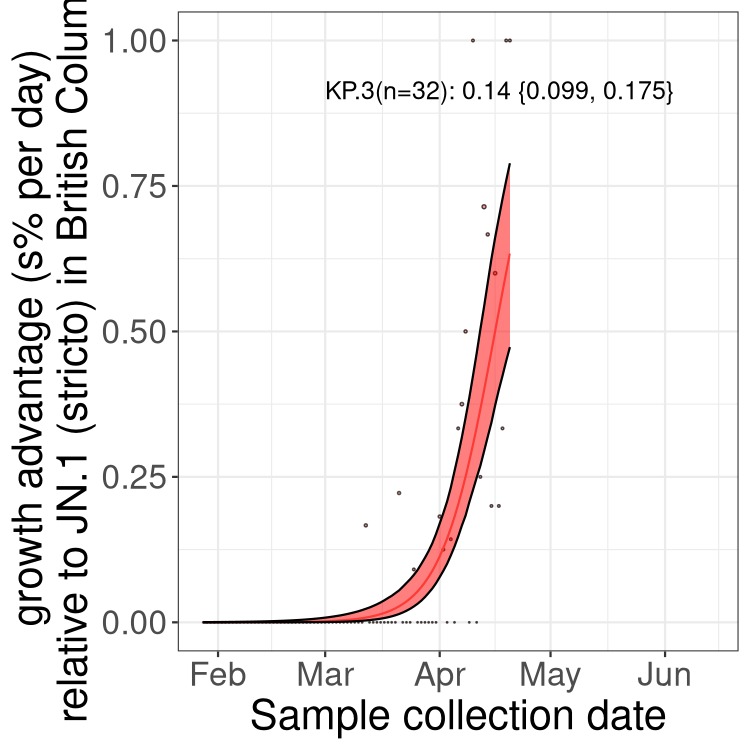 growth advantage (s% per day)
relative to JN.1 (stricto) in British Colum
1.00
0.75
0.50
0.25
0.00
KP.3(n=32): 0.14 {0.099, 0.175}
Feb Mar Apr May Jun
Sample collection date